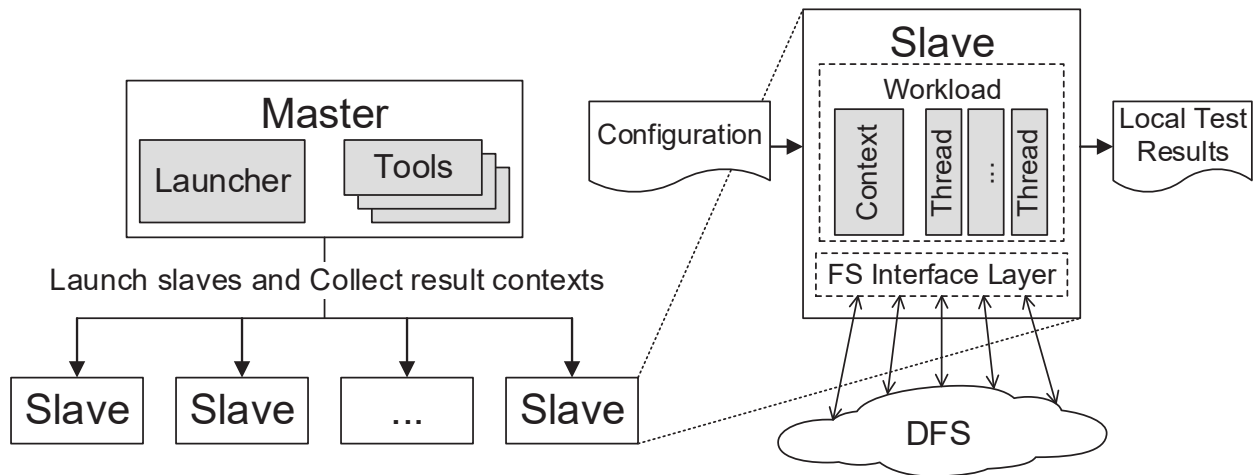 Master
Launcher
Tools
Launch slaves and Collect result contexts
Slave
Slave
...
Slave
Configuration
Slave
Workload
Context
Thread
...
Thread
FS Interface Layer
DFS
Local Test
Results